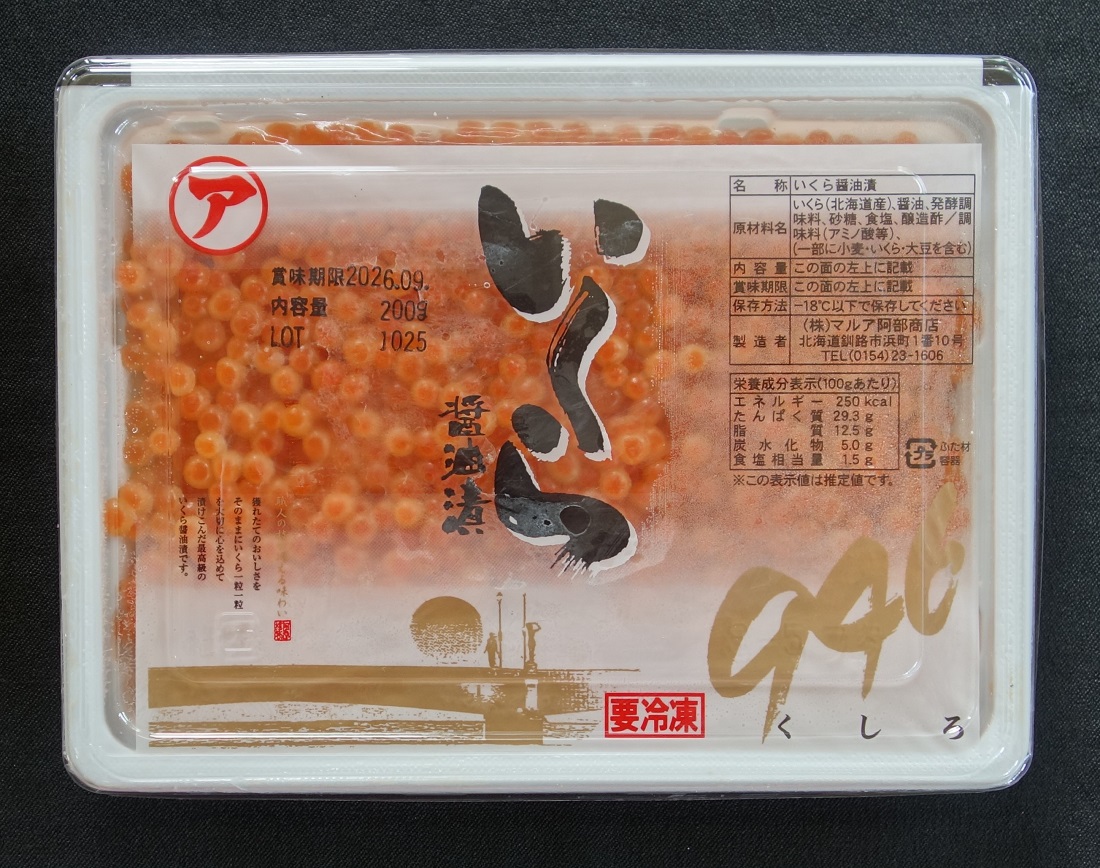 ア
賞味期限2026.09.
内容量 200g
LOT 1025
いくら
醤油漬
名称 いくら醤油漬
原材料名 いくら(北海道産)、醤油、発酵調
味料、砂糖、食塩、醸造酢/調
味料(アミノ酸等)、
(一部に小麦・いくら・大豆を含む)
内容量 この面の左上に記載
賞味期限 この面の左上に記載
保存方法 −18℃以下で保存してください
製造者 (株)マルア阿部商店
北海道釧路市浜町1番10号
TEL(0154)23-1606
栄養成分表示(100gあたり)
エネルギー 250 kcal
たんぱく質 29.3 g
脂質 12.5 g
炭水化物 5.0 g
食塩相当量 1.5 g
※この表示値は推定値です。
プラ
ふた材
容器
味わい
獲れたてのおいしさを
そのままにいくら一粒一粒
を大切に心を込めて
漬けこんだ最高級の
いくら醤油漬です。
要冷凍
946
くしろ